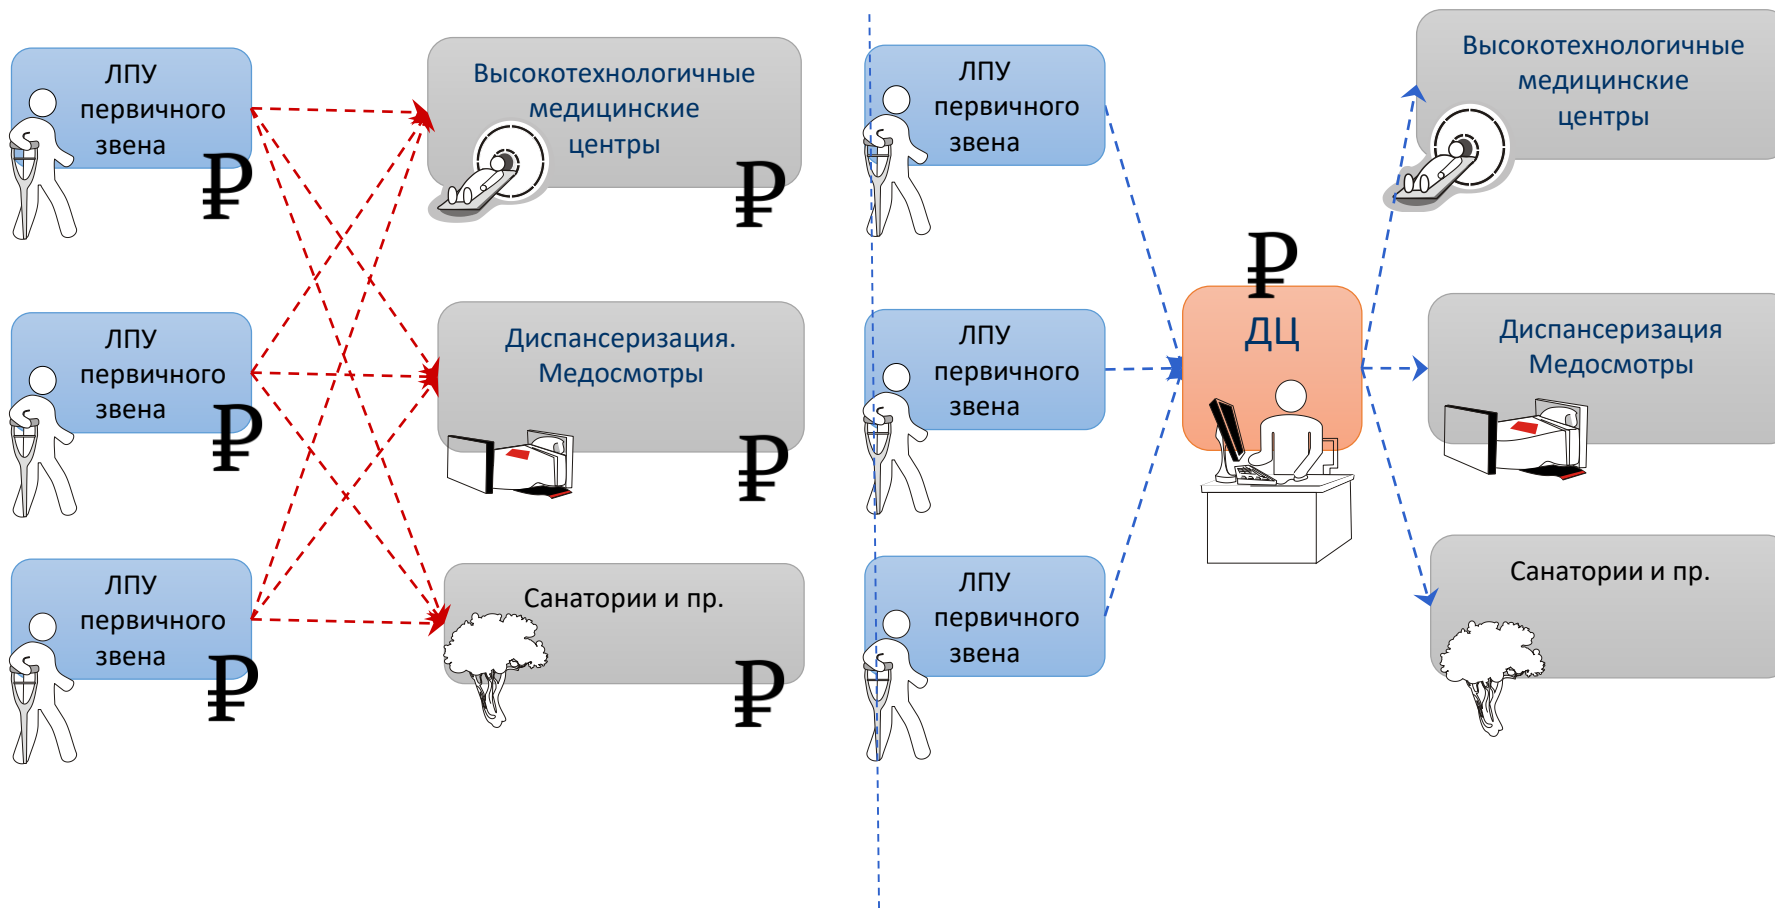 ЛПУ
первичного
звена
₽
Высокотехнологичные
медицинские
центры
₽
ЛПУ
первичного
звена
₽
Диспансеризация.
Медосмотры
₽
ЛПУ
первичного
звена
₽
Санатории и пр.
₽
ЛПУ
первичного
звена
ЛПУ
первичного
звена
ЛПУ
первичного
звена
₽
ДЦ
Высокотехнологичные
медицинские
центры
Диспансеризация
Медосмотры
Санатории и пр.